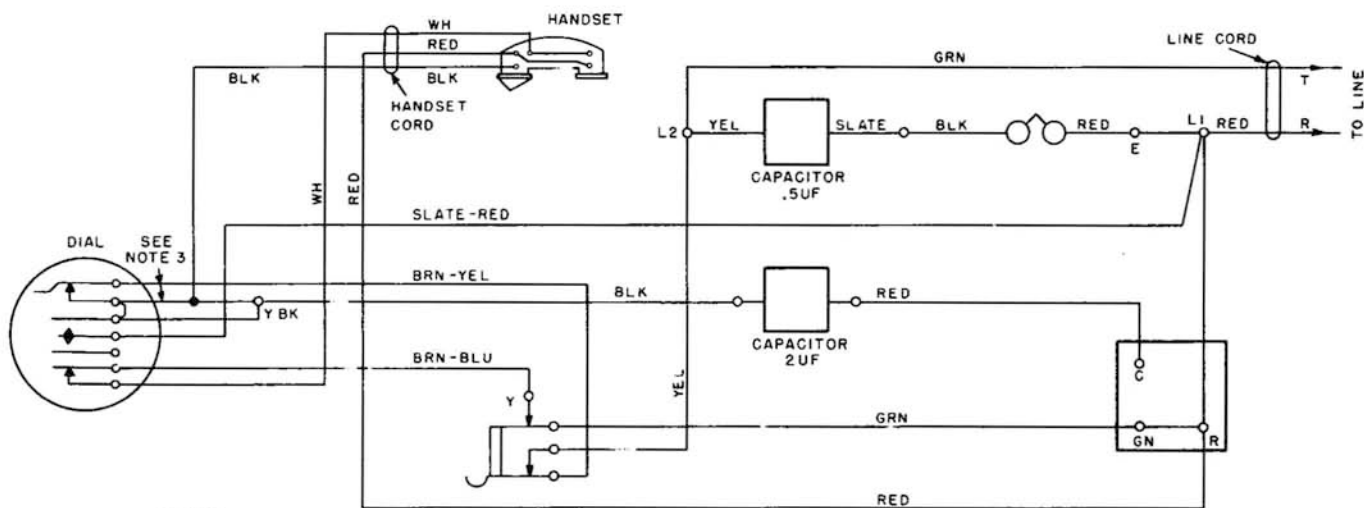 WH
HANDSET
RED
BLK
BLK
HANDSET
CORD
LINE CORD
GRN
T
TO LINE
L2
YEL
SLATE
BLK
RED
E
L1
RED
R
CAPACITOR
.5UF
WH
RED
SLATE-RED
DIAL
SEE
NOTE 3
BRN-YEL
Y BK
BLK
RED
CAPACITOR
2UF
BRN-BLU
YEL
C
Y
GRN
GN
R
RED